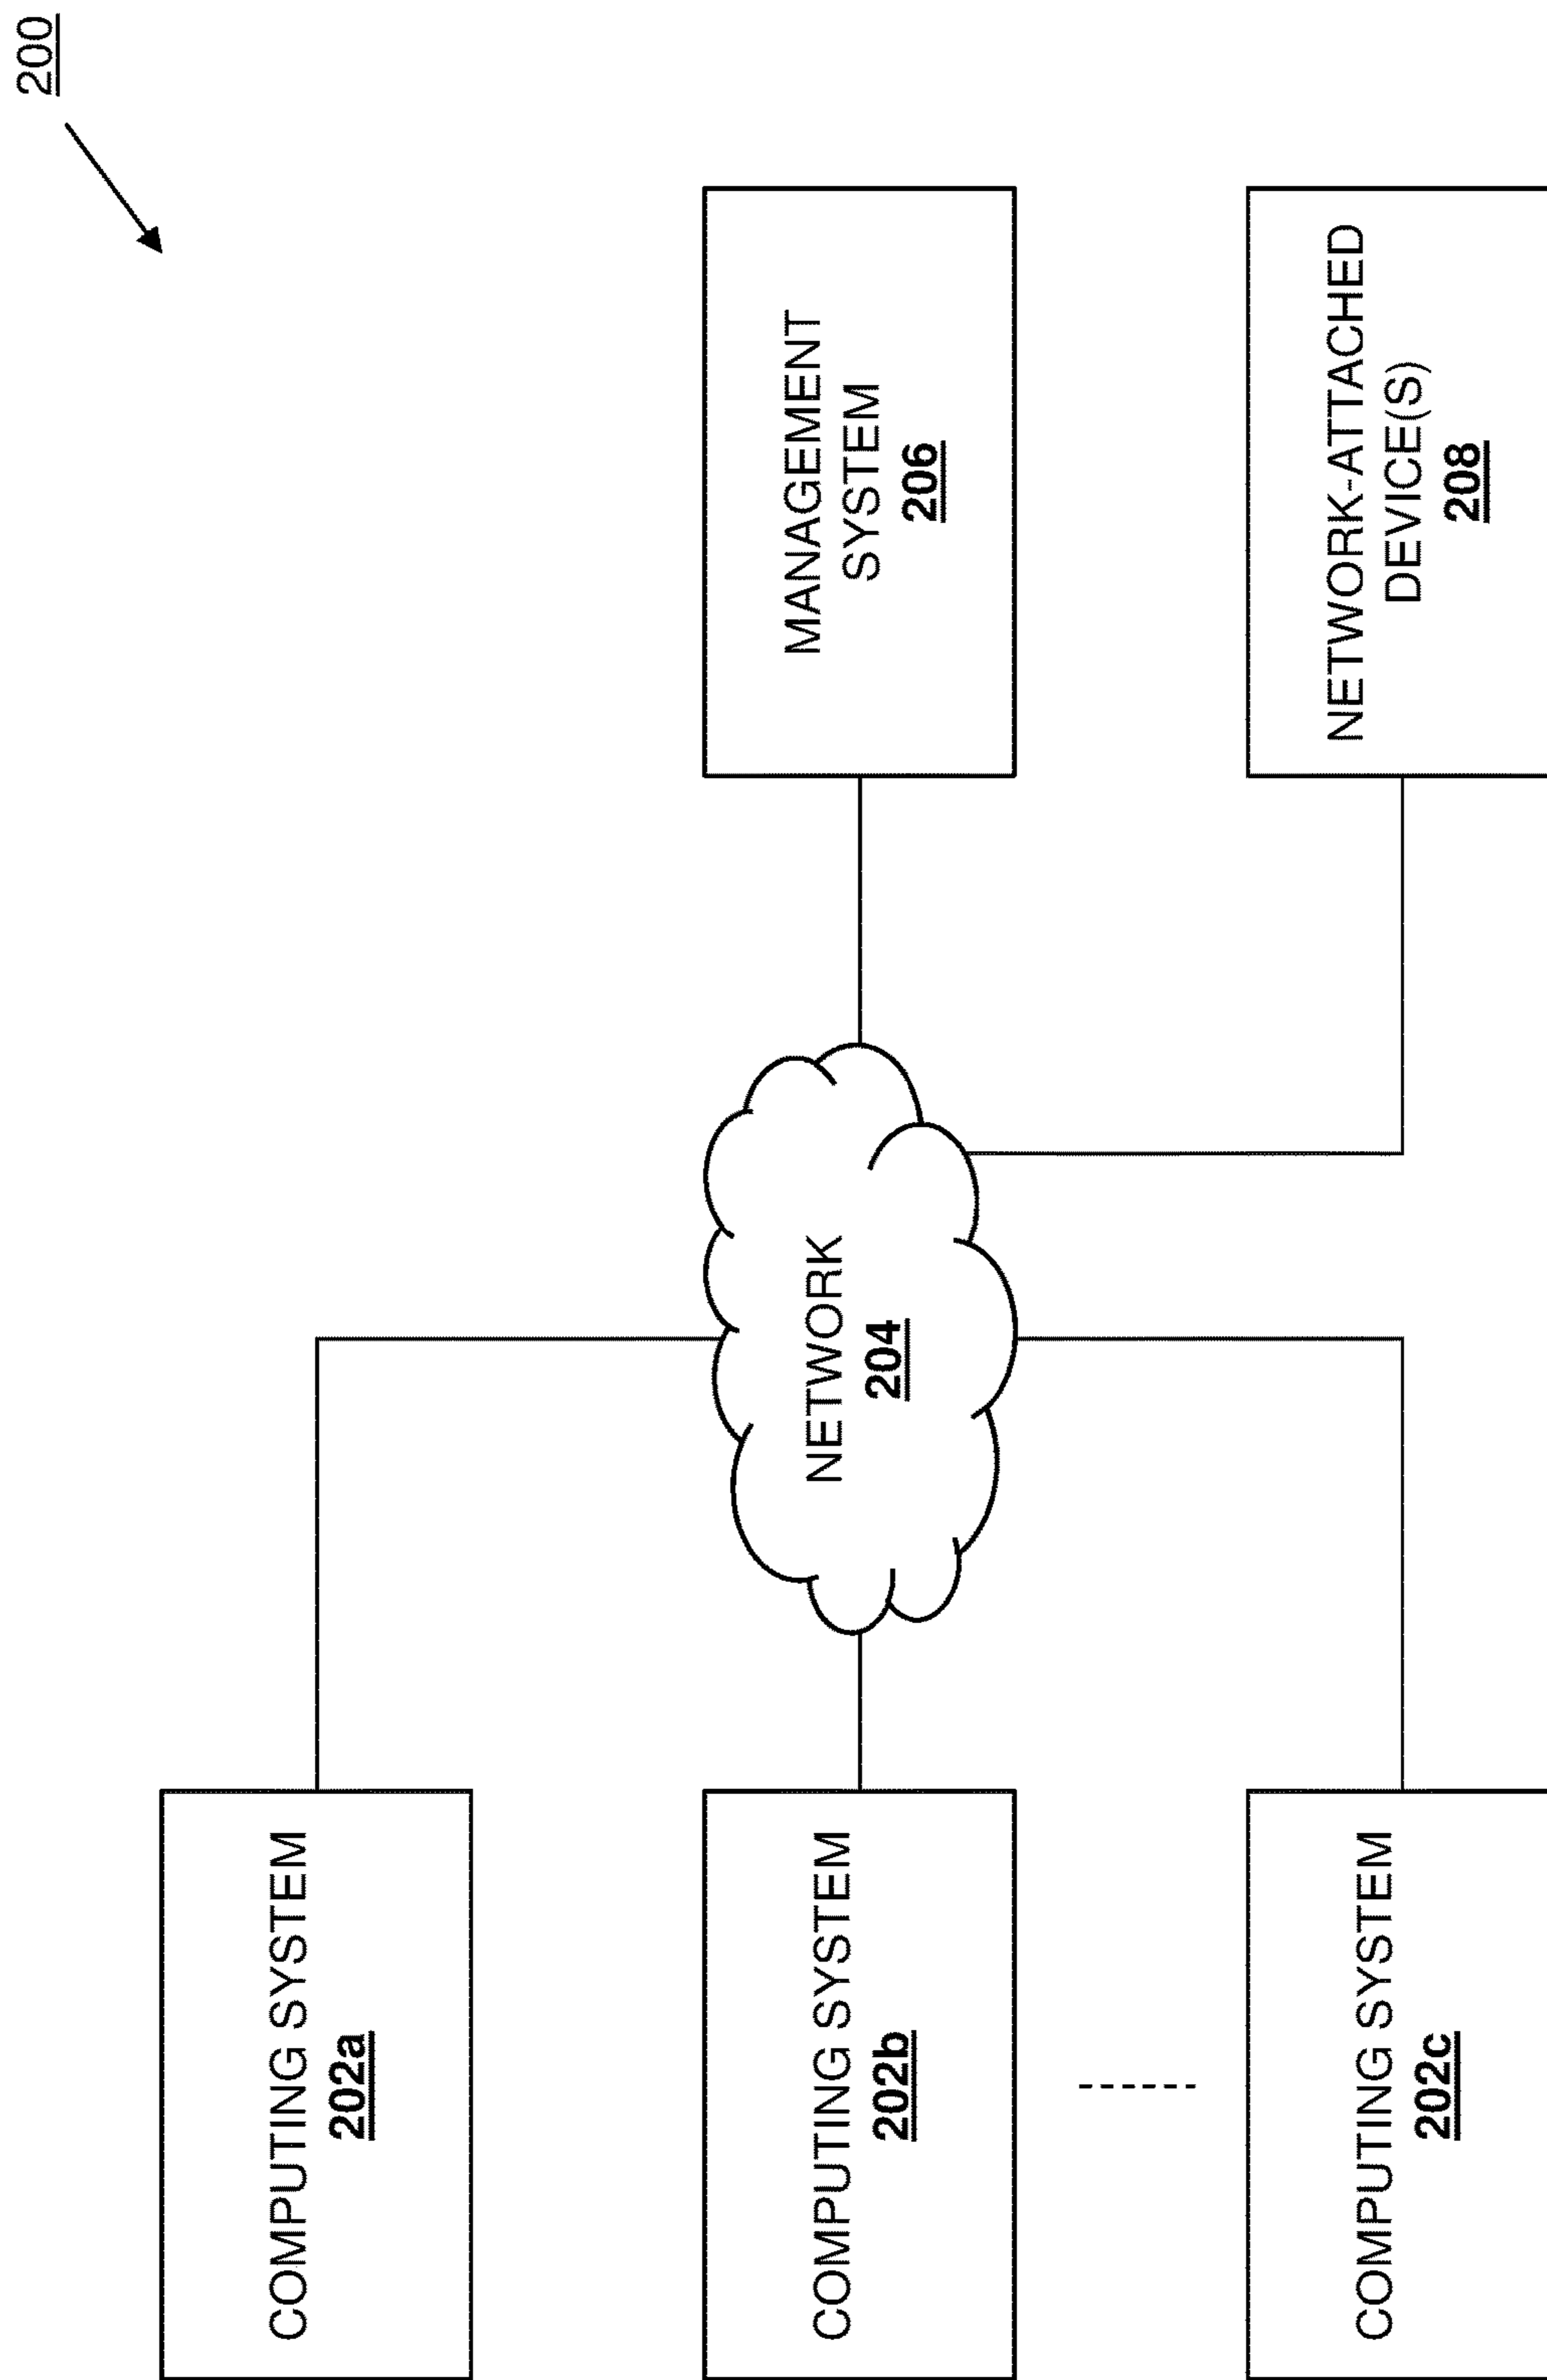 200
COMPUTING SYSTEM
202a
COMPUTING SYSTEM
202b
COMPUTING SYSTEM
202c
NETWORK
204
MANAGEMENT
SYSTEM
206
NETWORK-ATTACHED
DEVICE(S)
208